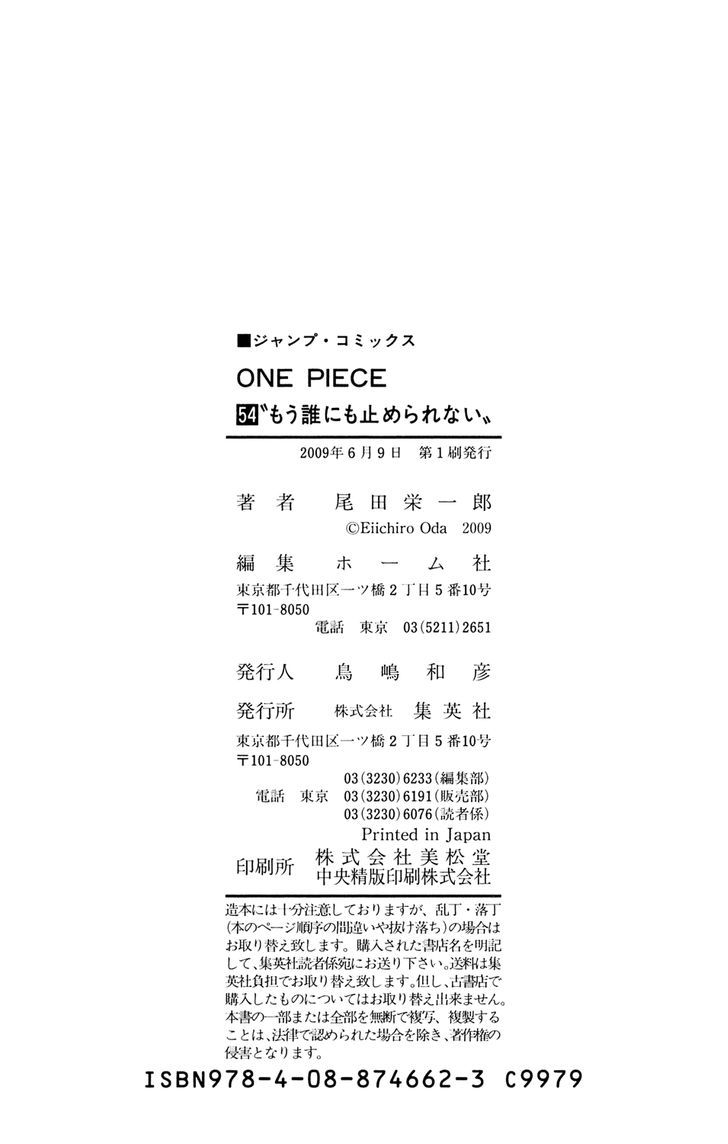 ■ジャンプ・コミックス
ONE PIECE
54〝もう誰にも止められない〟
2009年6月9日 第1刷発行
著者 尾田栄一郎
©Eiichiro Oda 2009
編集 ホーム社
東京都千代田区一ツ橋2丁目5番10号
〒101-8050
電話 東京 03(5211)2651
発行人 鳥嶋和彦
発行所 株式会社 集英社
東京都千代田区一ツ橋2丁目5番10号
〒101-8050
03(3230)6233(編集部)
電話 東京 03(3230)6191(販売部)
03(3230)6076(読者係)
Printed in Japan
印刷所 株式会社美松堂
中央精版印刷株式会社
造本には十分注意しておりますが、乱丁・落丁
(本のページ順序の間違いや抜け落ち)の場合は
お取り替え致します。購入された書店名を明記
して、集英社読者係宛にお送り下さい。送料は集
英社負担でお取り替え致します。但し、古書店で
購入したものについてはお取り替え出来ません。
本書の一部または全部を無断で複写、複製する
ことは、法律で認められた場合を除き、著作権の
侵害となります。
ISBN978-4-08-874662-3 C9979